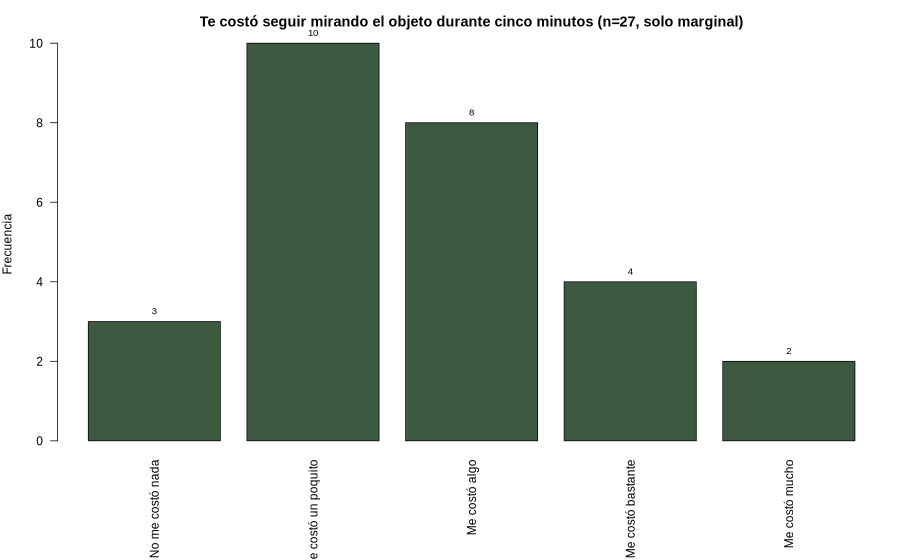 Te costó seguir mirando el objeto durante cinco minutos (n=27, solo marginal)
Frecuencia
10
8
6
4
2
0
10
8
4
3
2
No me costó nada
e costó un poquito
Me costó algo
Me costó bastante
Me costó mucho